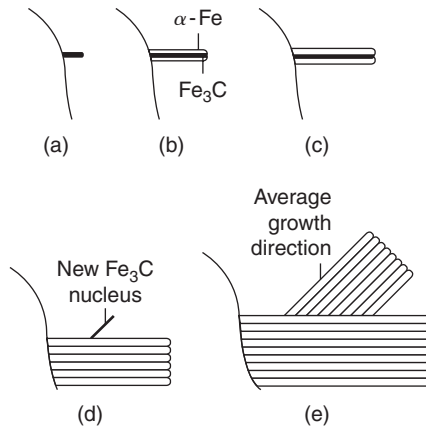 α-Fe
Fe₃C
(a)
(b)
(c)
New Fe₃C
nucleus
(d)
Average
growth
direction
(e)